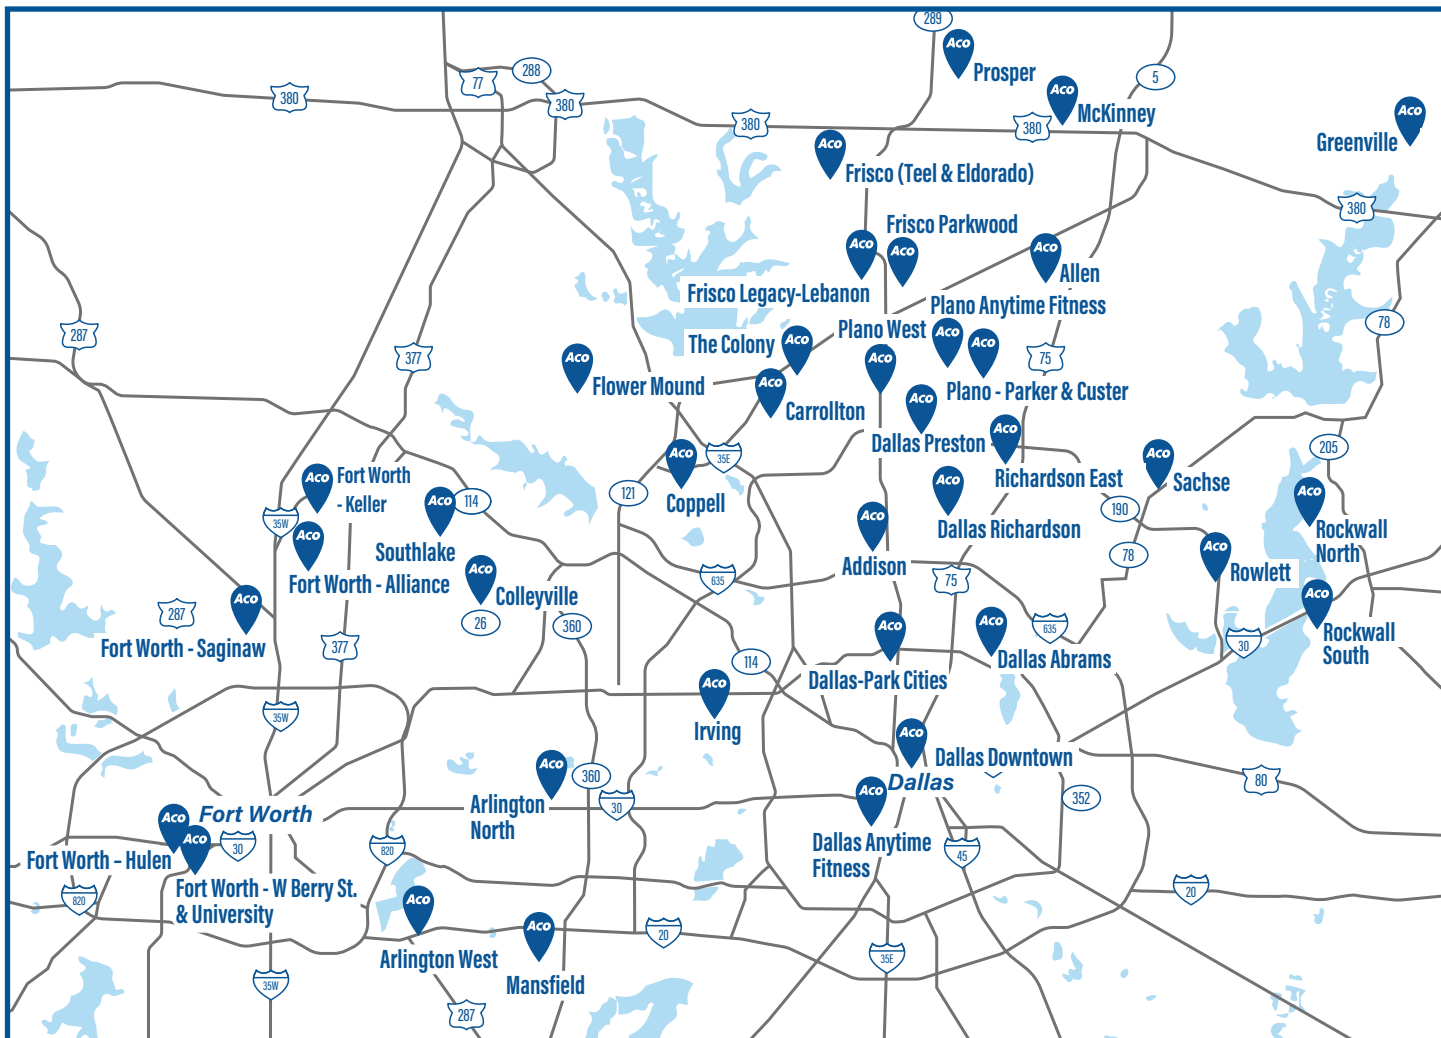 289
Aco
Prosper
77
288
5
Aco
McKinney
380
380
380
380
Aco
Greenville
Aco
Frisco (Teel & Eldorado)
380
Frisco Parkwood
Aco
Aco
Aco
Allen
Frisco Legacy-Lebanon
Plano Anytime Fitness
287
78
Plano West
Aco
The Colony
Aco
Aco
377
Aco
Flower Mound
Aco
75
Aco
Carrollton
Plano - Parker & Custer
Aco
Dallas Preston
Aco
205
35E
Aco
Coppell
Aco
Fort Worth
- Keller
Richardson East
Aco
Sachse
121
Aco
114
Aco
Dallas Richardson
190
Aco
Rockwall
North
35W
Aco
Southlake
Aco
Addison
78
Aco
Rowlett
Fort Worth - Alliance
Aco
Colleyville
635
75
287
Aco
Fort Worth - Saginaw
26
360
Aco
Aco
635
Aco
Rockwall
South
377
30
114
Dallas Abrams
Dallas-Park Cities
Aco
Irving
35W
Aco
Dallas Downtown
Dallas
Aco
360
Arlington
North
30
Aco
352
80
Aco
Fort Worth
Aco
30
820
Dallas Anytime
Fitness
45
Fort Worth – Hulen
Fort Worth - W Berry St.
& University
820
20
Aco
Arlington West
Aco
Mansfield
20
35E
35W
287